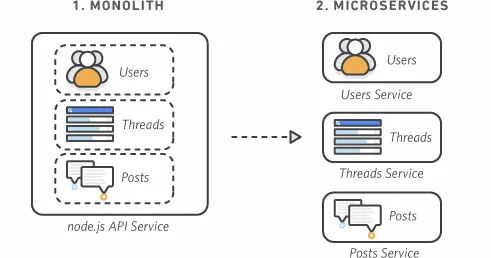 1. MONOLITH
Users
Threads
Posts
node.js API Service
2. MICROSERVICES
Users
Users Service
Threads
Threads Service
Posts
Posts Service